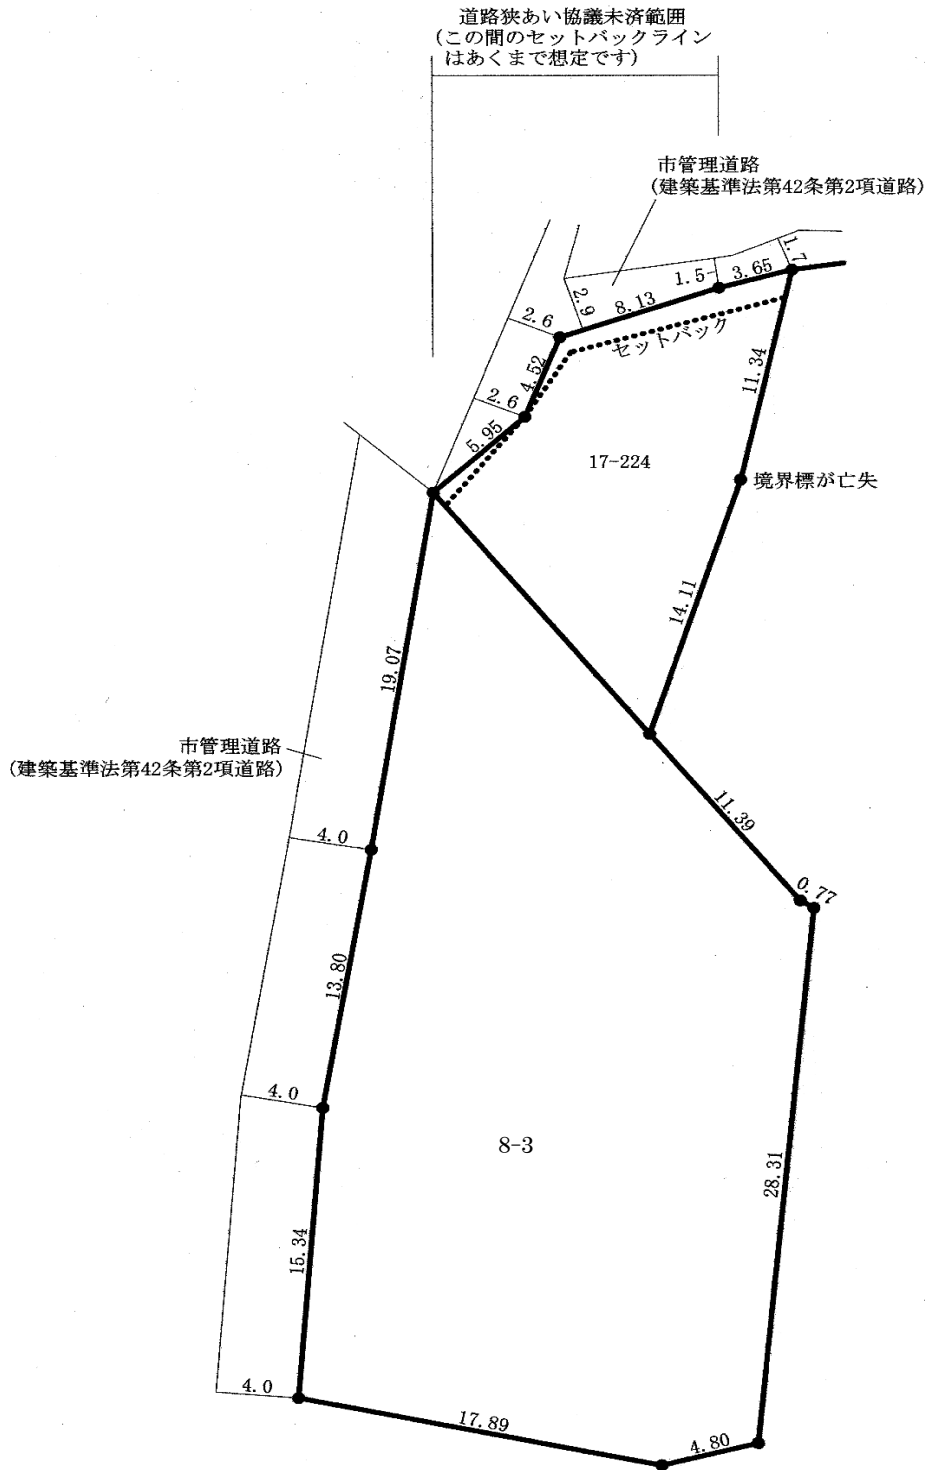 道路狭あい協議未済範囲
(この間のセットバックライン
はあくまで想定です)
市管理道路
(建築基準法第42条第2項道路)
1.7
3.65
1.5
8.13
2.9
2.6
セットバック
4.52
11.34
2.6
5.95
17-224
境界標が亡失
14.11
19.07
市管理道路
(建築基準法第42条第2項道路)
11.39
4.0
0.77
13.80
4.0
8-3
28.31
15.34
4.0
17.89
4.80